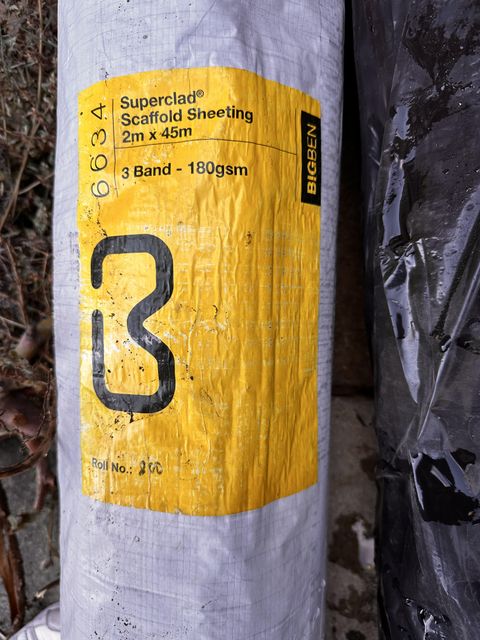 6634
Superclad®
Scaffold Sheeting
2m x 45m
3 Band - 180gsm
BIGBEN
3
Roll No.: